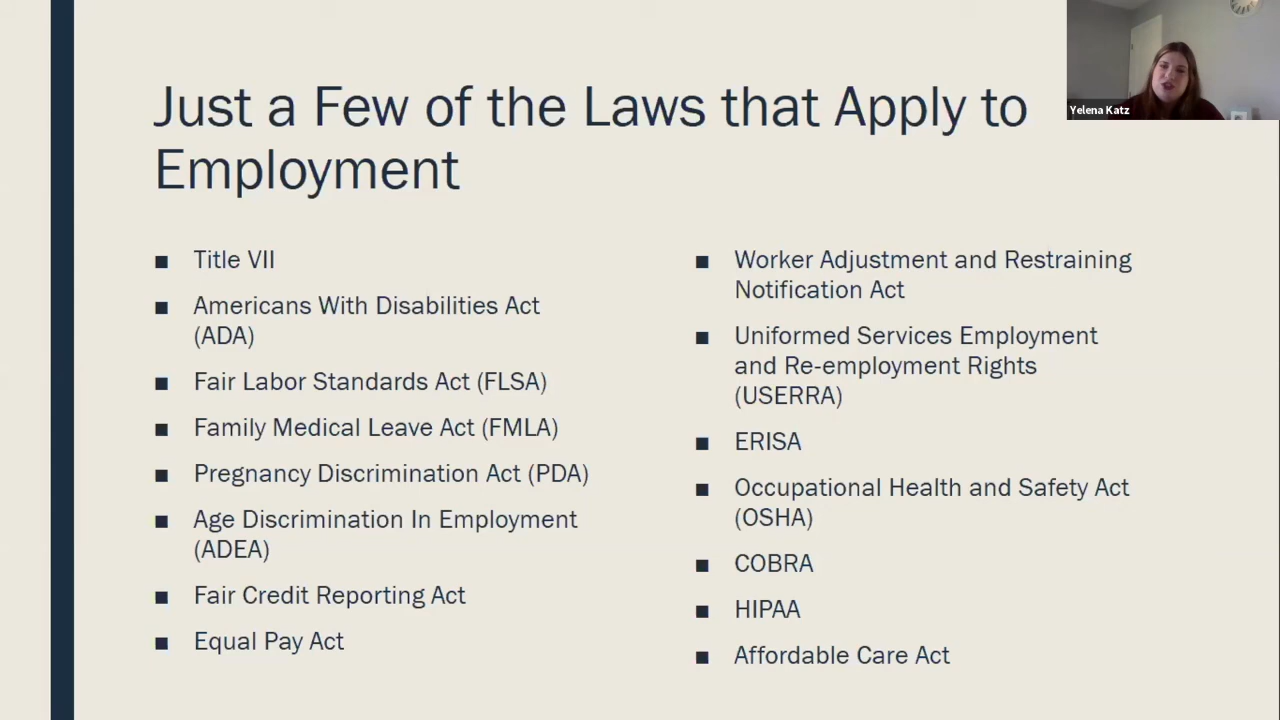 Just a Few of the Laws that Apply to
Employment
Yelena Katz
■ Title VII
■ Americans With Disabilities Act
(ADA)
■ Fair Labor Standards Act (FLSA)
■ Family Medical Leave Act (FMLA)
■ Pregnancy Discrimination Act (PDA)
■ Age Discrimination In Employment
(ADEA)
■ Fair Credit Reporting Act
■ Equal Pay Act
■ Worker Adjustment and Restraining
Notification Act
■ Uniformed Services Employment
and Re-employment Rights
(USERRA)
■ ERISA
■ Occupational Health and Safety Act
(OSHA)
■ COBRA
■ HIPAA
■ Affordable Care Act